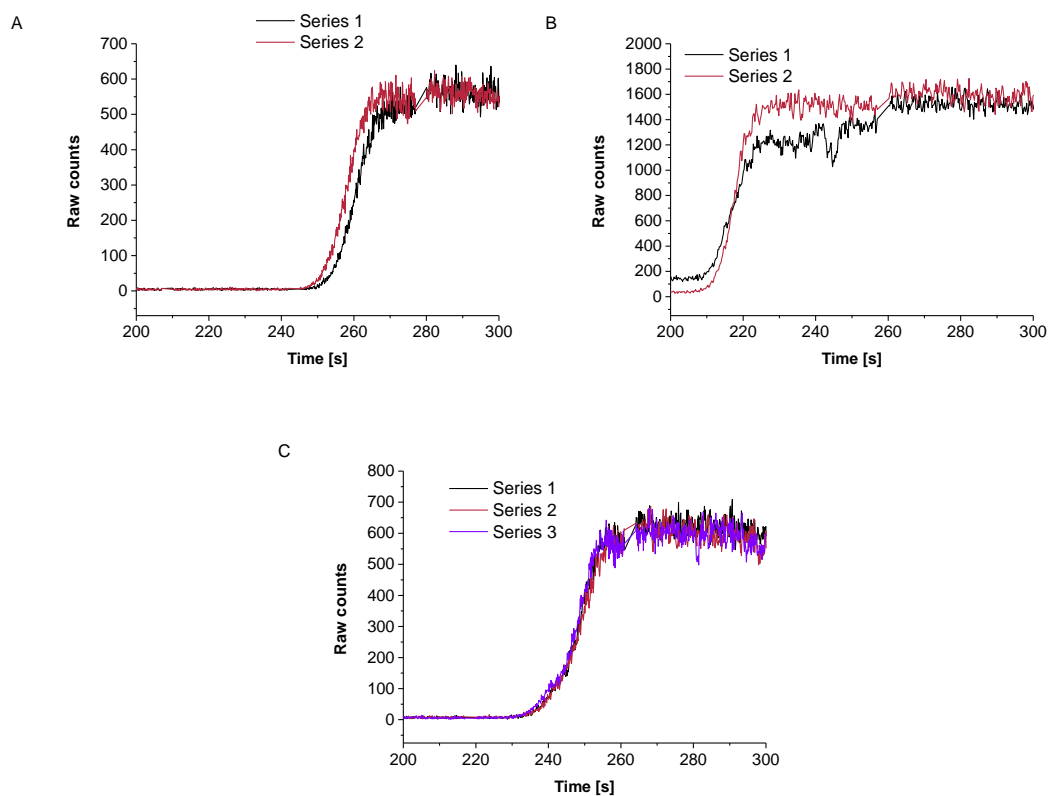 A
Series 1
Series 2
700
600
500
400
300
200
100
0
Raw counts
200 220 240 260 280 300
Time [s]
B
Series 1
Series 2
2000
1800
1600
1400
1200
1000
800
600
400
200
0
Raw counts
200 220 240 260 280 300
Time [s]
C
Series 1
Series 2
Series 3
800
700
600
500
400
300
200
100
0
Raw counts
200 220 240 260 280 300
Time [s]